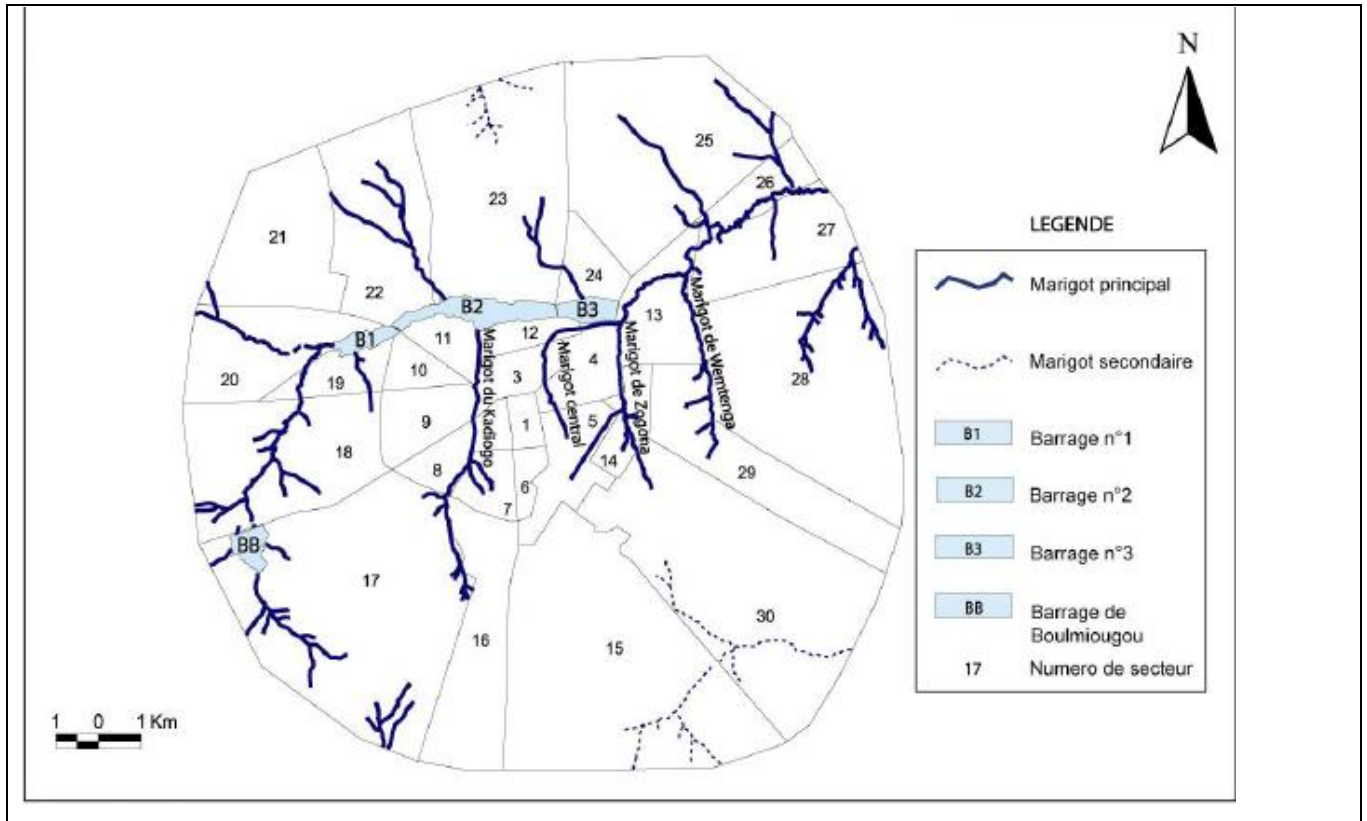 N
25
26
23
27
21
24
22
B2
B3
B1
13
12
11
4
28
10
3
20
19
Marigot du Kadiogo
Marigot central
Marigot de Zogona
Marigot de Wemtenga
9
1
5
18
14
29
8
6
7
BB
17
30
16
15
1 0 1 Km
LEGENDE
Marigot principal
Marigot secondaire
B1 Barrage n°1
B2 Barrage n°2
B3 Barrage n°3
BB Barrage de
Boulmiougou
17 Numero de secteur